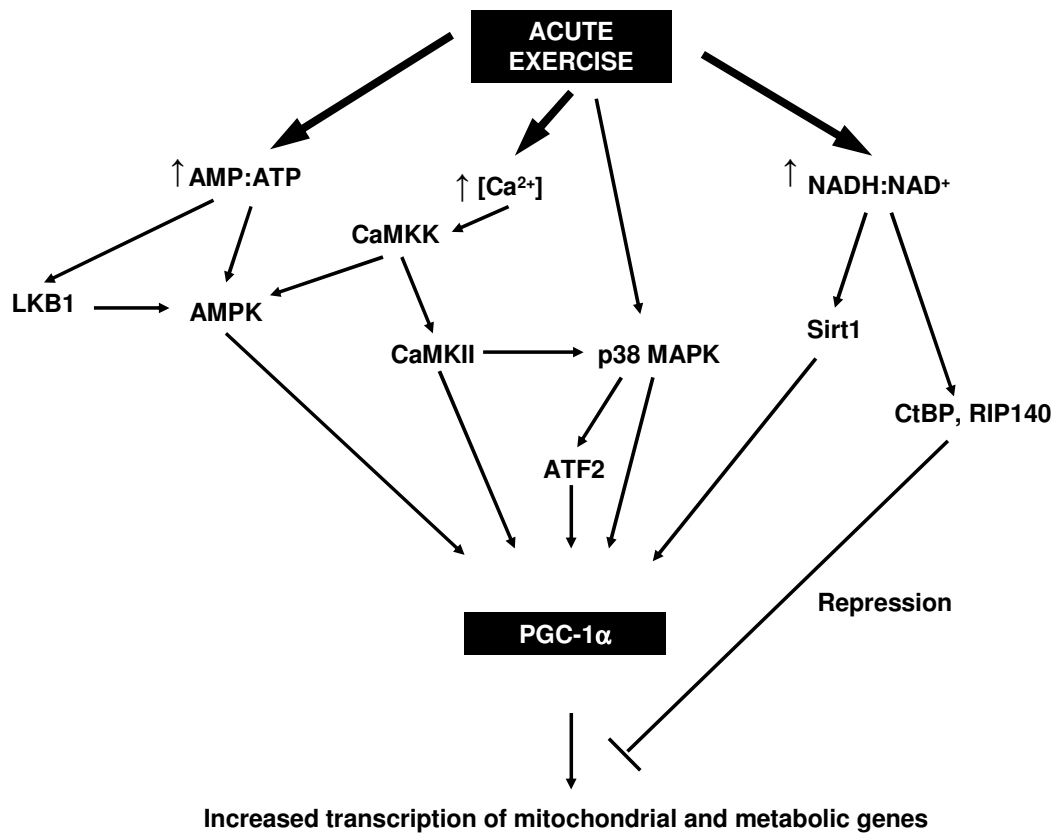 ACUTE
EXERCISE
↑ AMP:ATP
↑ [Ca²⁺]
↑ NADH:NAD⁺
CaMKK
LKB1
AMPK
Sirt1
CaMKII
p38 MAPK
CtBP, RIP140
ATF2
Repression
PGC-1α
Increased transcription of mitochondrial and metabolic genes